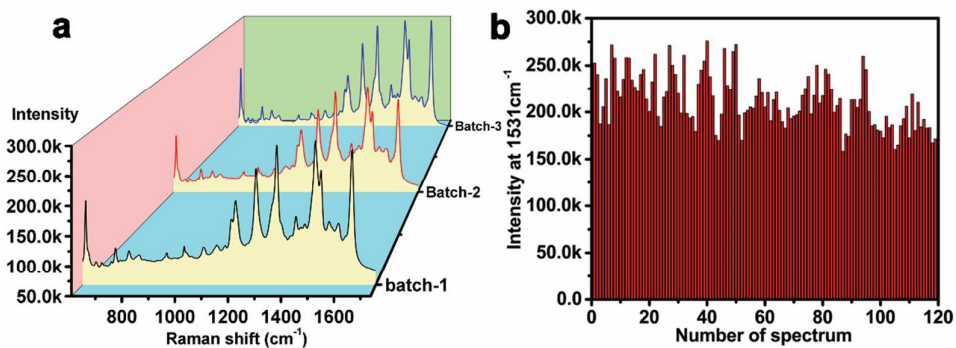 a
Intensity
300.0k
250.0k
200.0k
150.0k
100.0k
50.0k
800 1000 1200 1400 1600
Raman shift (cm-1)
Batch-3
Batch-2
batch-1
b
Intensity at 1531cm-1
300.0k
250.0k
200.0k
150.0k
100.0k
50.0k
0.0
0 20 40 60 80 100 120
Number of spectrum